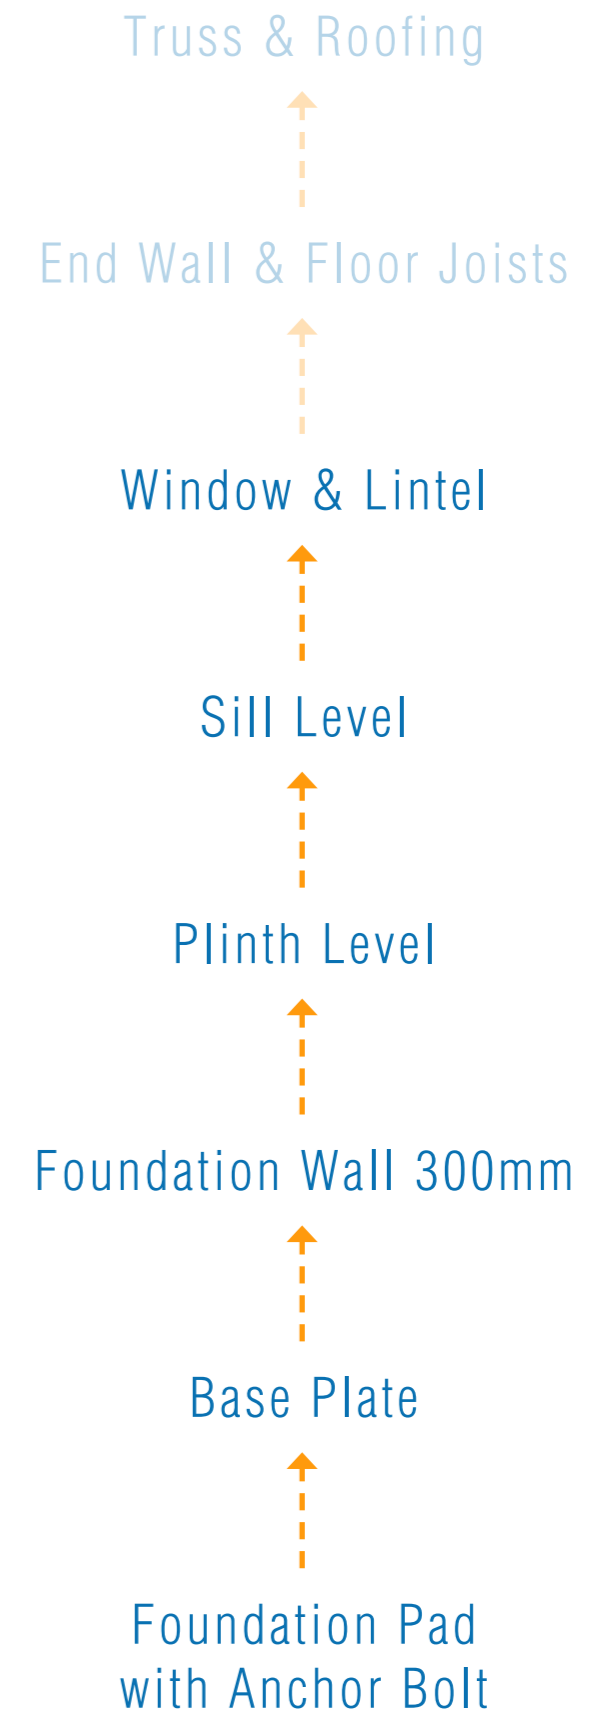 Truss & Roofing
End Wall & Floor Joists
Window & Lintel
Sill Level
Plinth Level
Foundation Wall 300mm
Base Plate
Foundation Pad
with Anchor Bolt